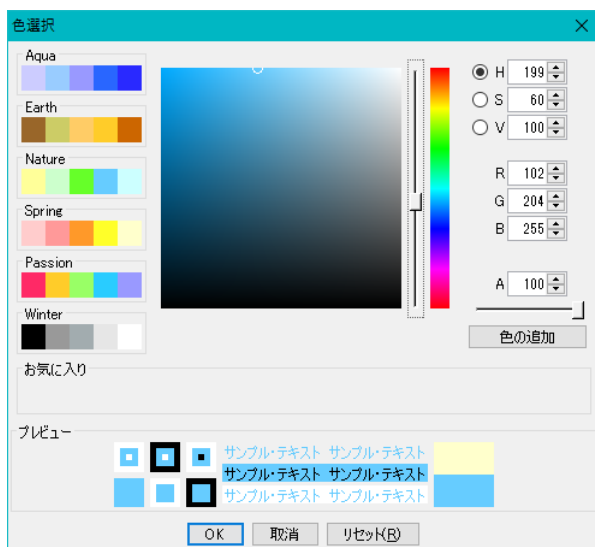 色選択
Aqua
Earth
Nature
Spring
Passion
Winter
H 199
S 60
V 100
R 102
G 204
B 255
A 100
色の追加
お気に入り
プレビュー
サンプル・テキスト サンプル・テキスト
サンプル・テキスト サンプル・テキスト
サンプル・テキスト サンプル・テキスト
OK 取消 リセット(R)